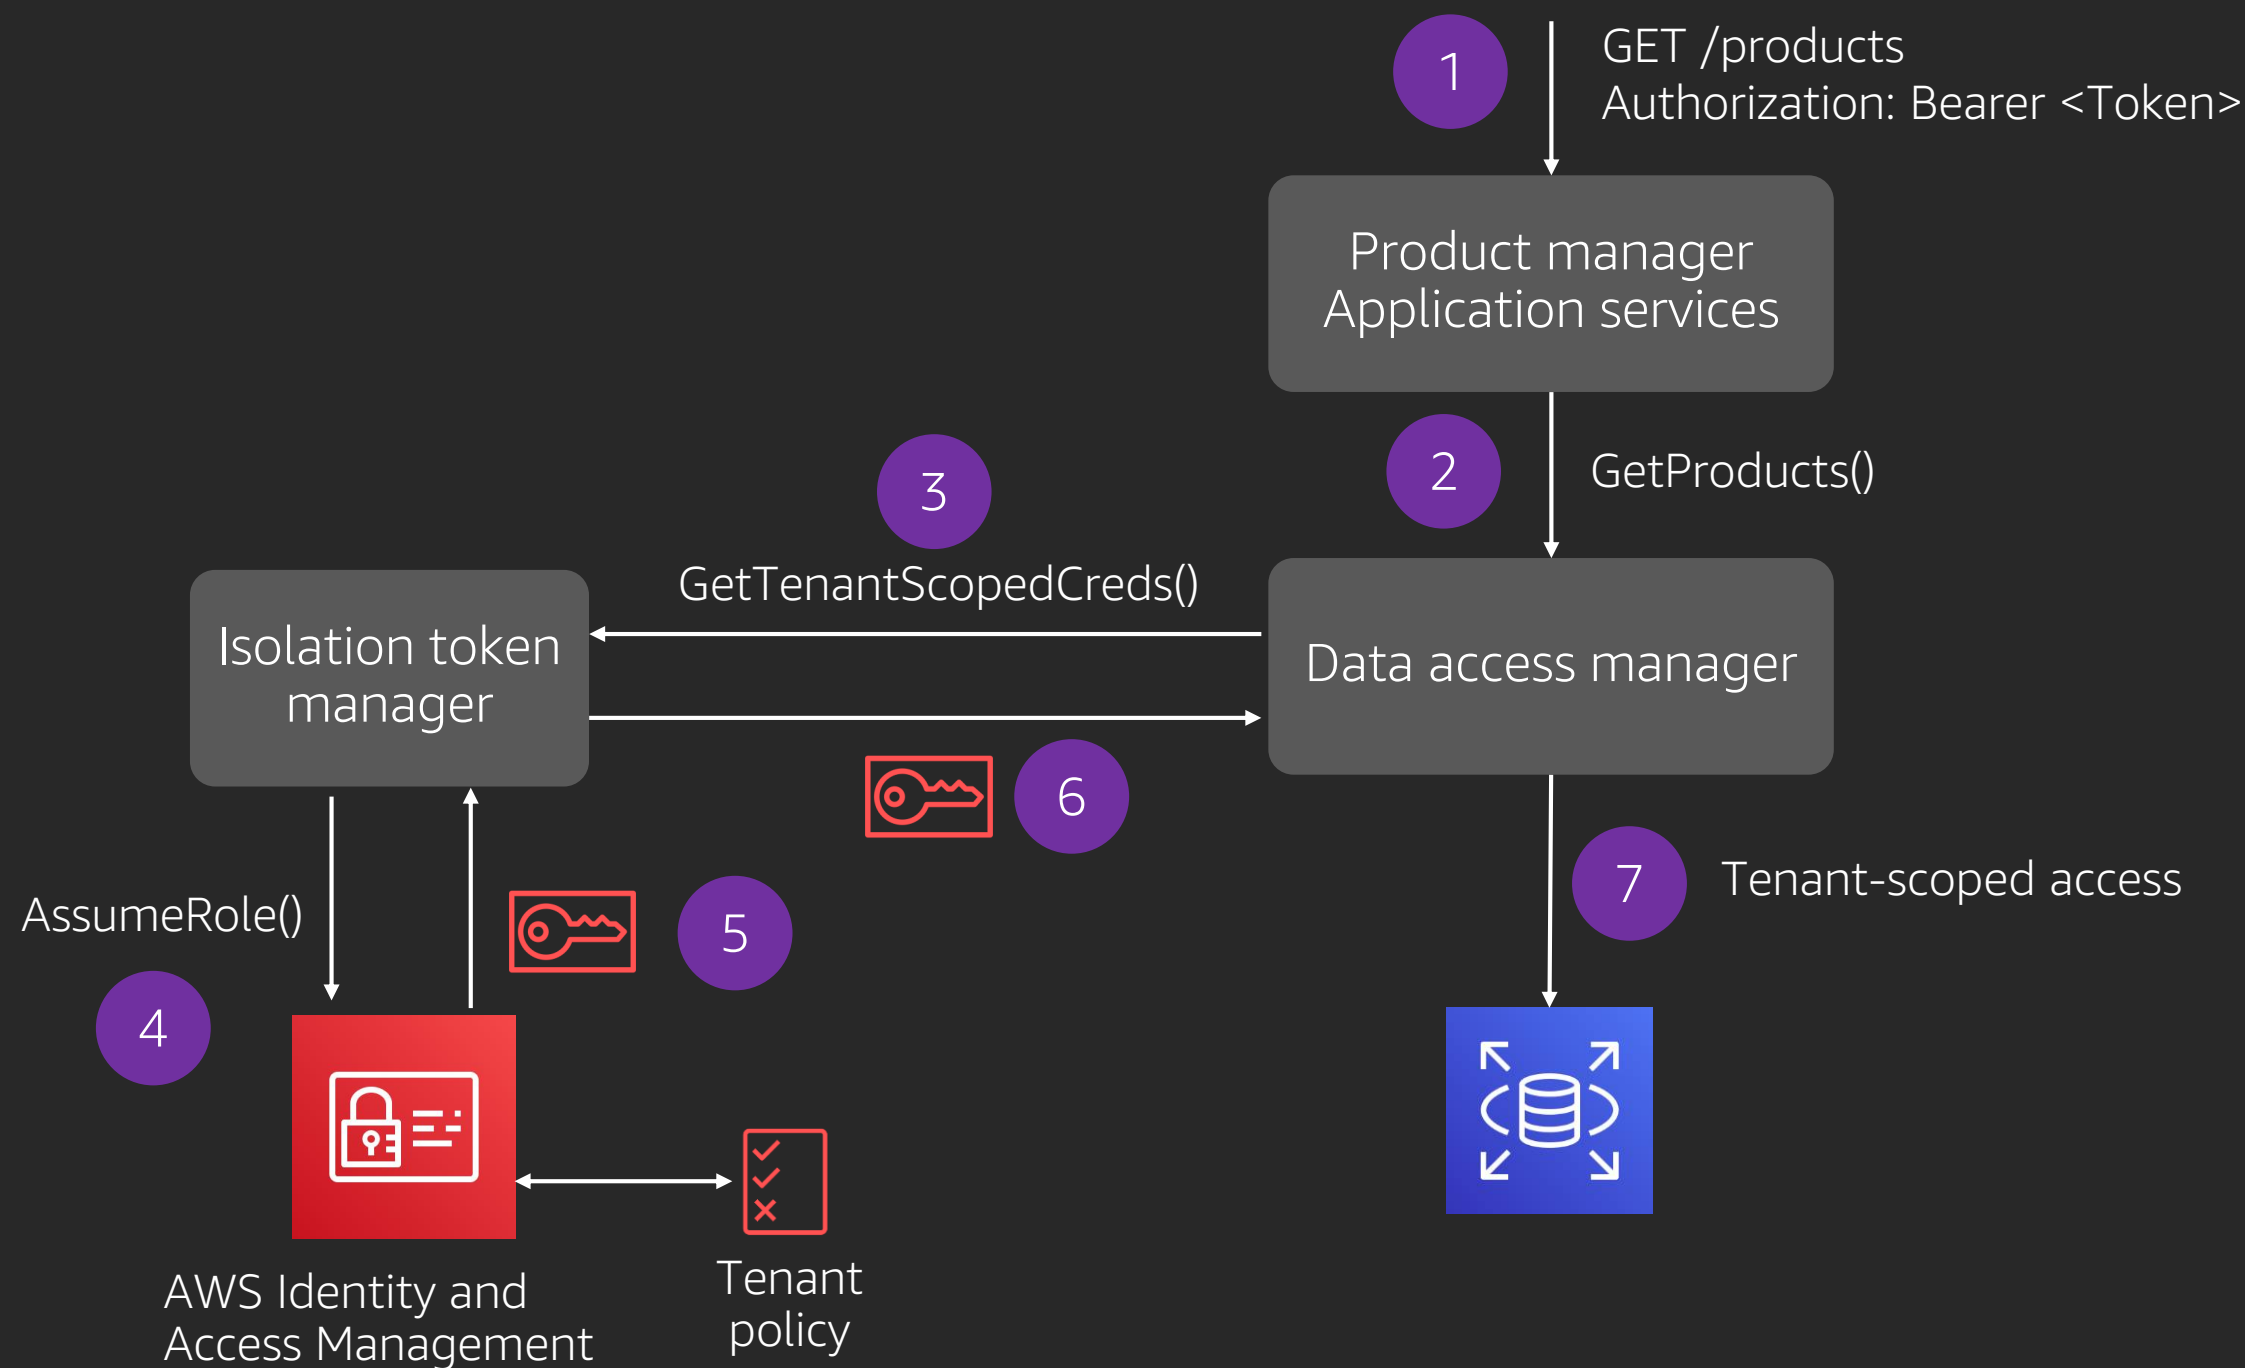 1
GET /products
Authorization: Bearer <Token>
Product manager
Application services
2
GetProducts()
3
GetTenantScopedCreds()
Isolation token
manager
Data access manager
6
7
Tenant-scoped access
AssumeRole()
5
4
AWS Identity and
Access Management
Tenant
policy